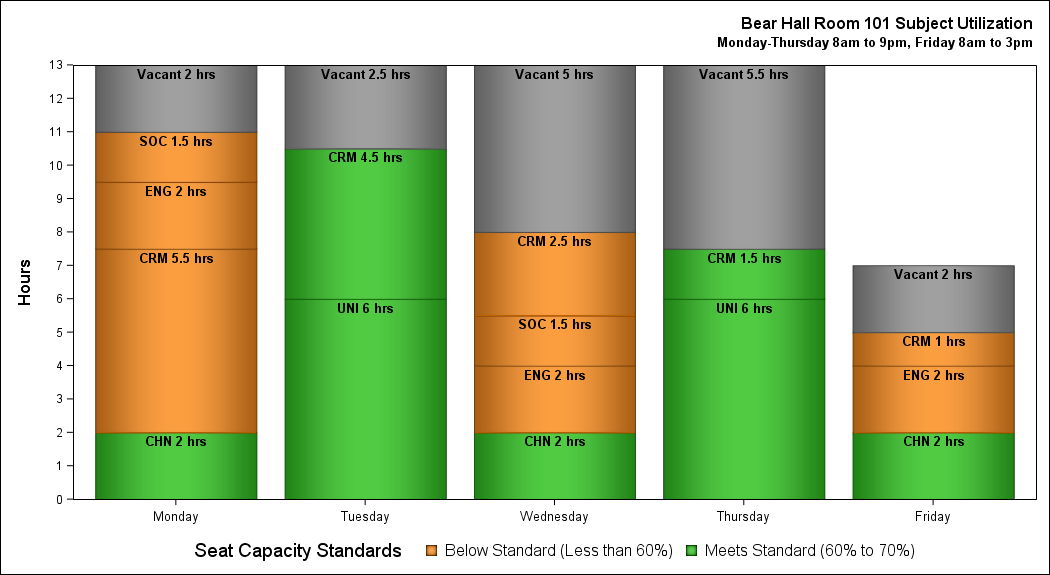 Bear Hall Room 101 Subject Utilization
Monday-Thursday 8am to 9pm, Friday 8am to 3pm
Hours
13
12
11
10
9
8
7
6
5
4
3
2
1
0
Vacant 2 hrs
SOC 1.5 hrs
ENG 2 hrs
CRM 5.5 hrs
CHN 2 hrs
Vacant 2.5 hrs
CRM 4.5 hrs
UNI 6 hrs
Vacant 5 hrs
CRM 2.5 hrs
SOC 1.5 hrs
ENG 2 hrs
CHN 2 hrs
Vacant 5.5 hrs
CRM 1.5 hrs
UNI 6 hrs
Vacant 2 hrs
CRM 1 hrs
ENG 2 hrs
CHN 2 hrs
Monday Tuesday Wednesday Thursday Friday
Seat Capacity Standards Below Standard (Less than 60%) Meets Standard (60% to 70%)